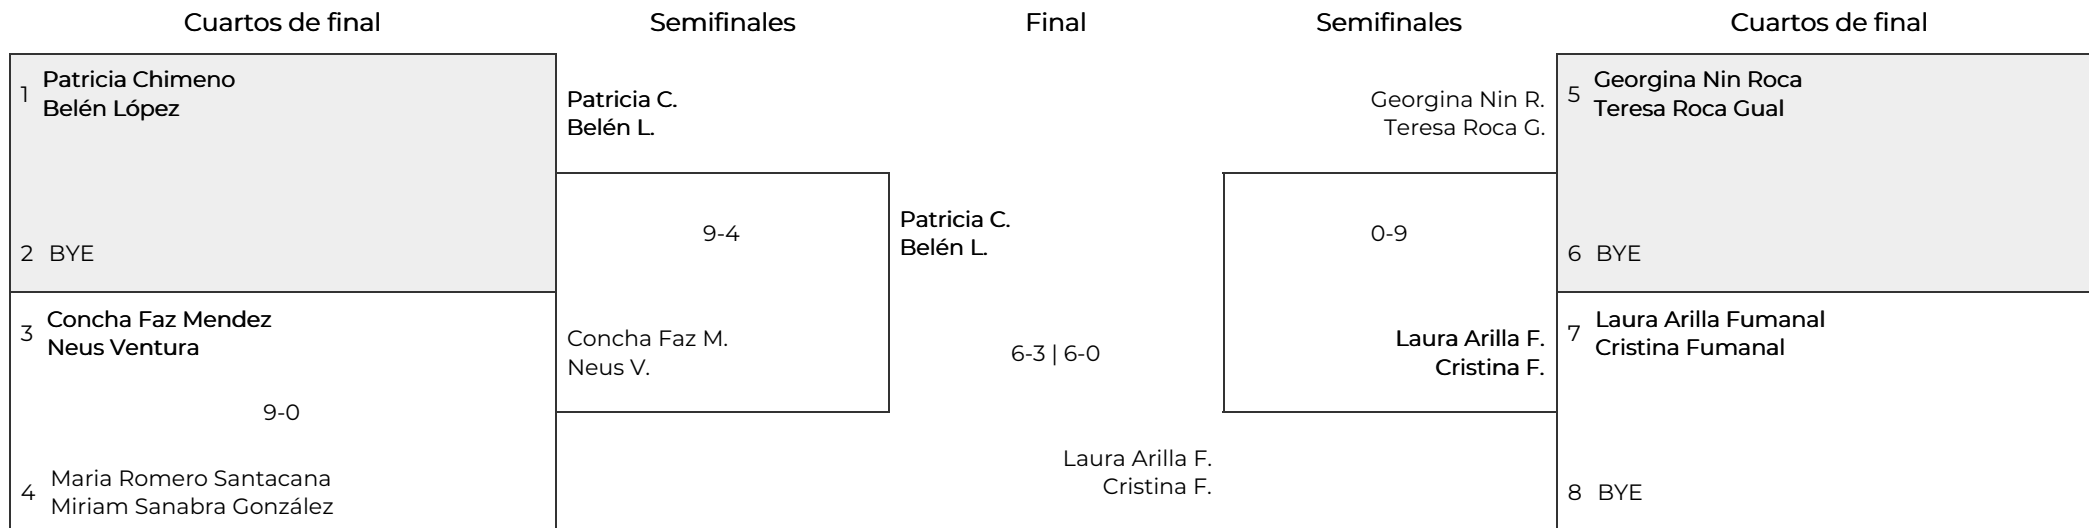 Cuartos de final
Semifinales
Final
Semifinales
Cuartos de final
1
Patricia Chimeno
Belén López
2 BYE
3
Concha Faz Mendez
Neus Ventura
9-0
4
Maria Romero Santacana
Miriam Sanabra González
Patricia C.
Belén L.
9-4
Concha Faz M.
Neus V.
Patricia C.
Belén L.
6-3 | 6-0
Laura Arilla F.
Cristina F.
Georgina Nin R.
Teresa Roca G.
0-9
Laura Arilla F.
Cristina F.
5
Georgina Nin Roca
Teresa Roca Gual
6 BYE
7
Laura Arilla Fumanal
Cristina Fumanal
8 BYE